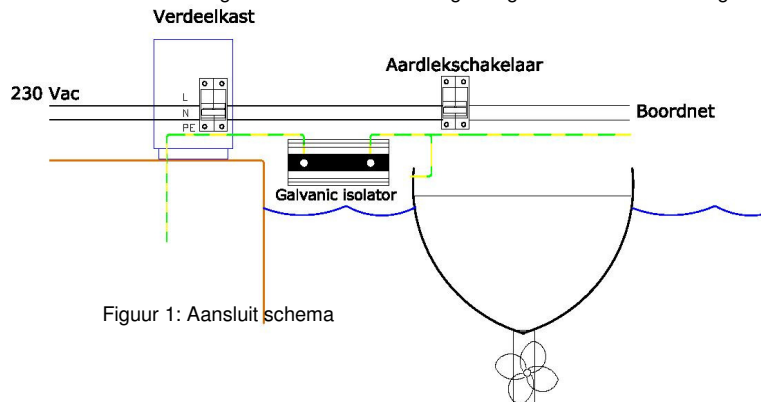 Verdeelkast
Aardlekschakelaar
230 Vac
L
N
PE
Boordnet
Galvanic isolator
Figuur 1: Aansluit schema